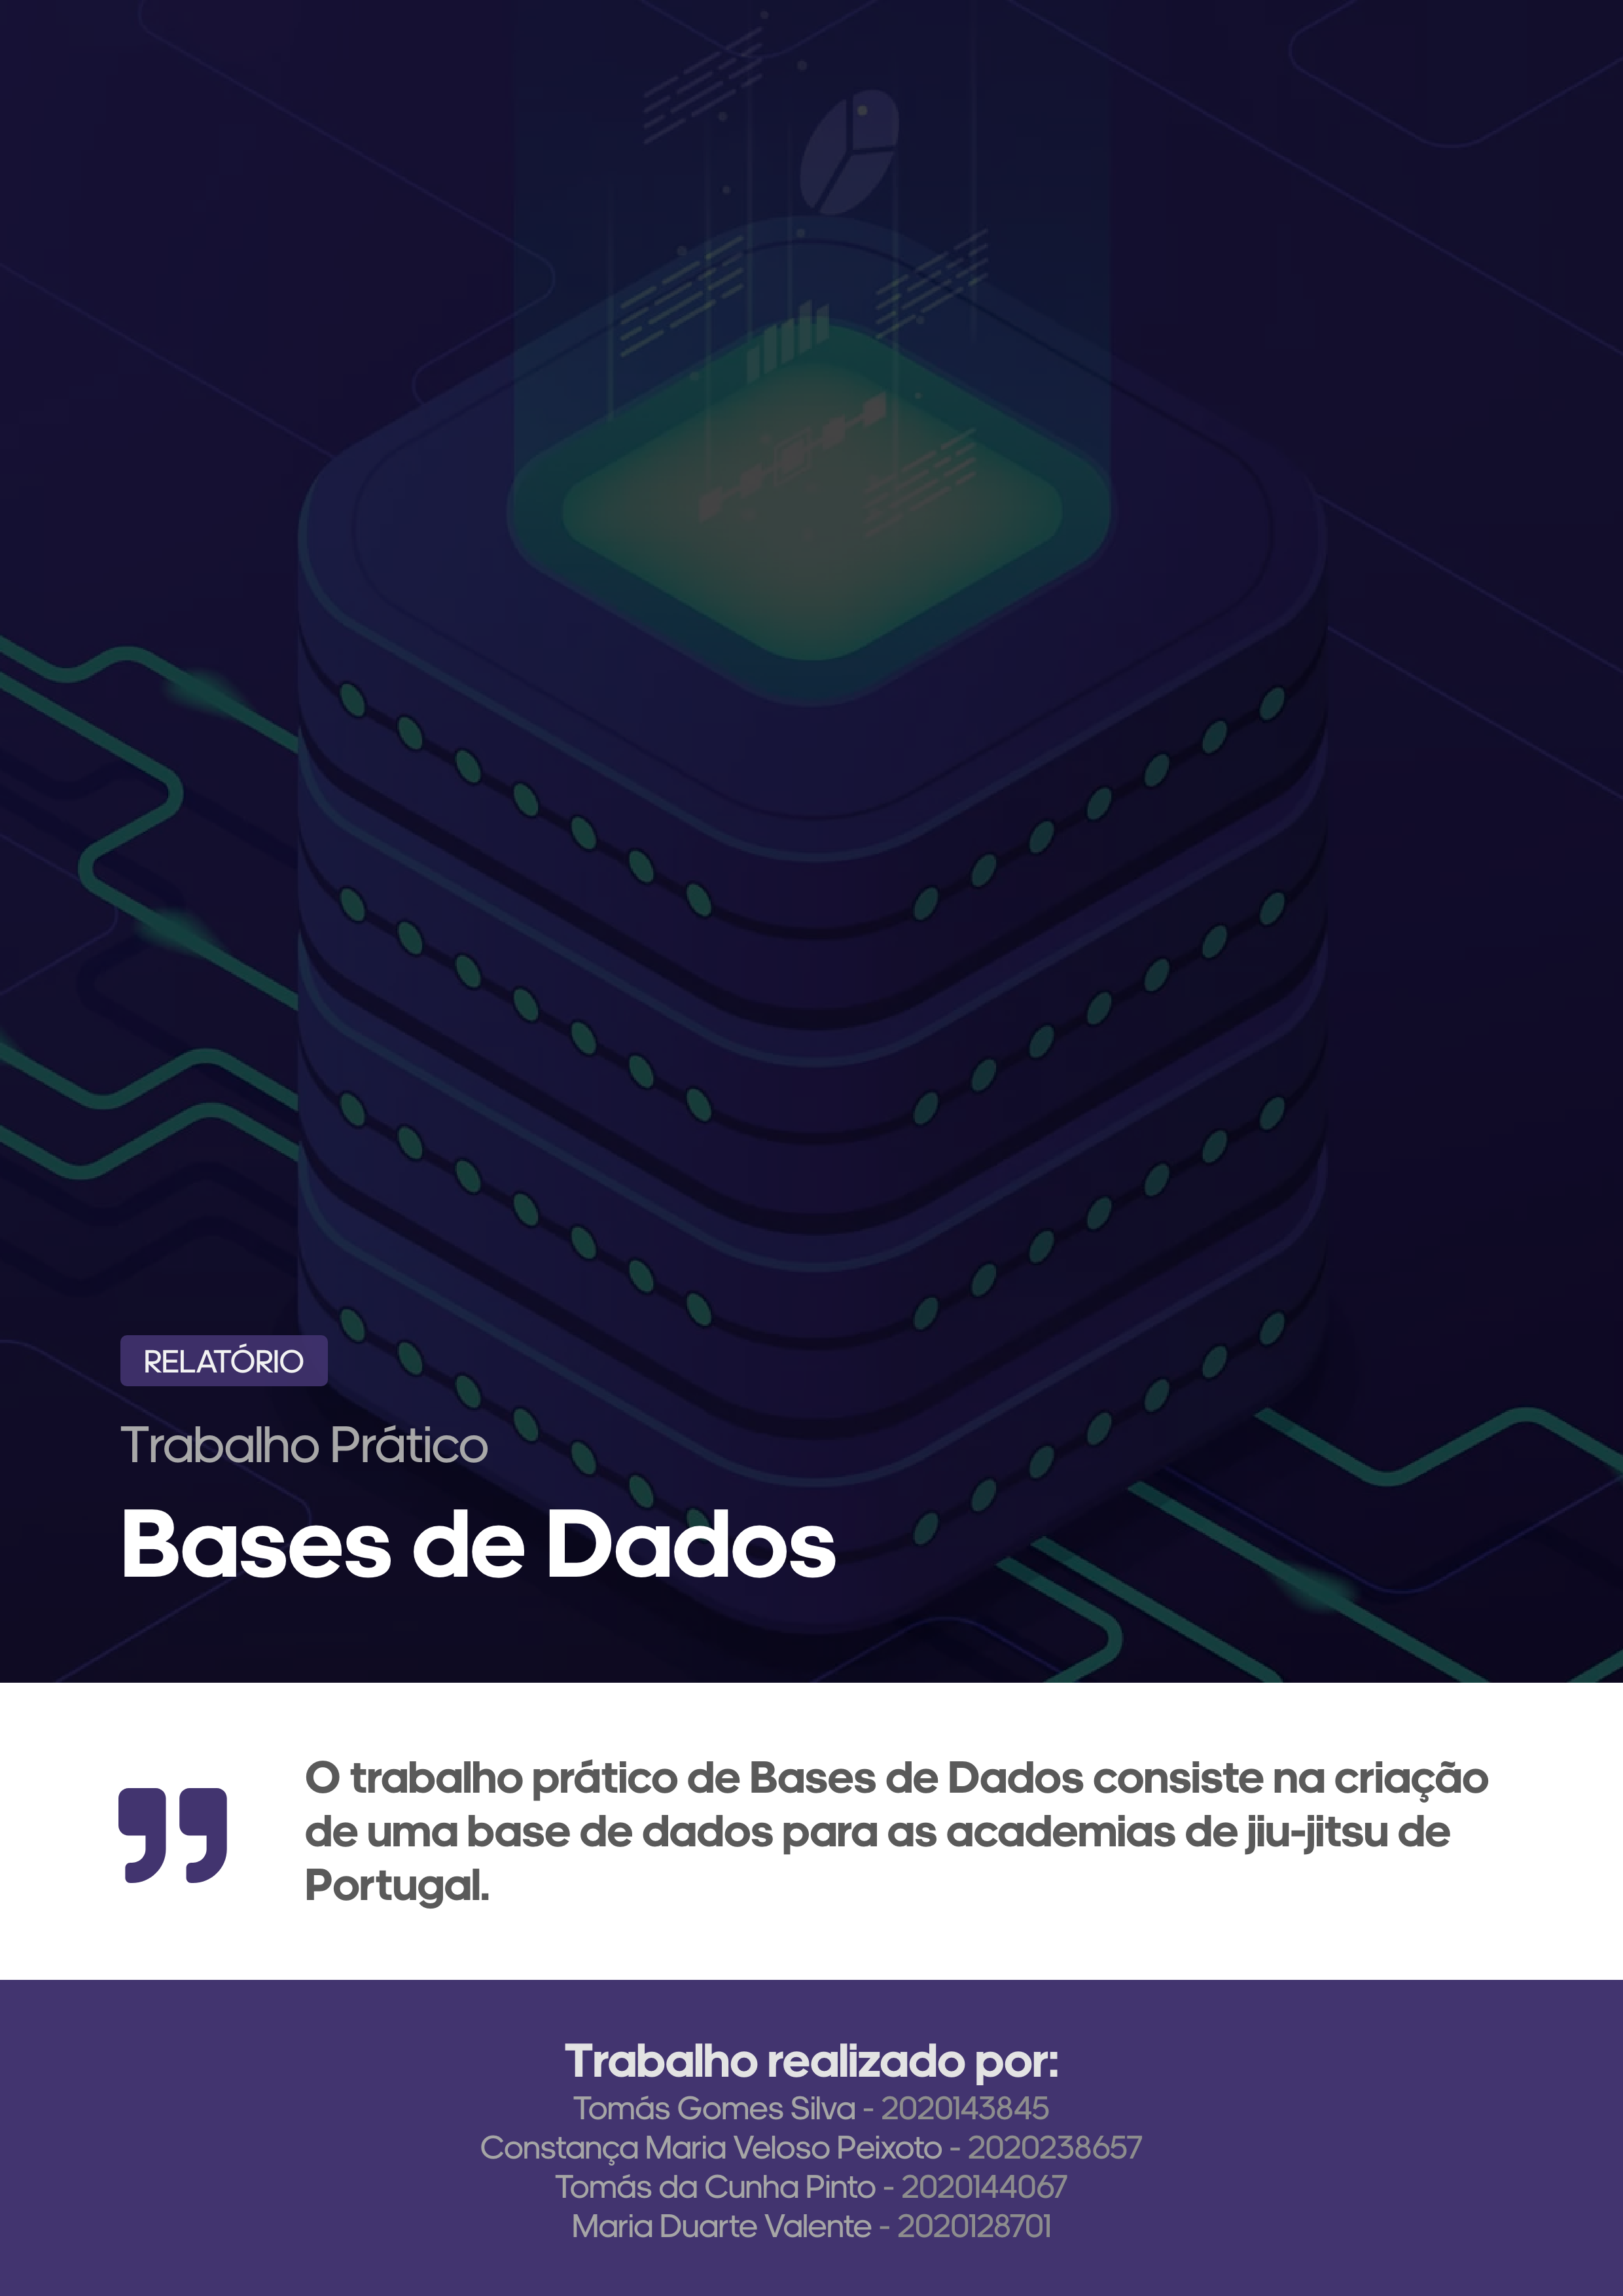 RELATÓRIO
Trabalho Prático
Bases de Dados
O trabalho prático de Bases de Dados consiste na criação
de uma base de dados para as academias de jiu-jitsu de
Portugal.
Trabalho realizado por:
Tomás Gomes Silva - 2020143845
Constança Maria Veloso Peixoto - 2020238657
Tomás da Cunha Pinto - 2020144067
Maria Duarte Valente - 2020128701